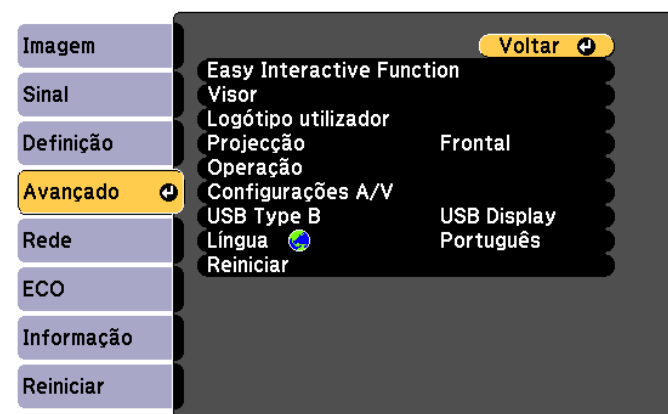 Imagem
Sinal
Definição
Avançado
Rede
ECO
Informação
Reiniciar
Voltar
Easy Interactive Function
Visor
Logótipo utilizador
Projecção Frontal
Operação
Configurações A/V
USB Type B USB Display
Língua Português
Reiniciar